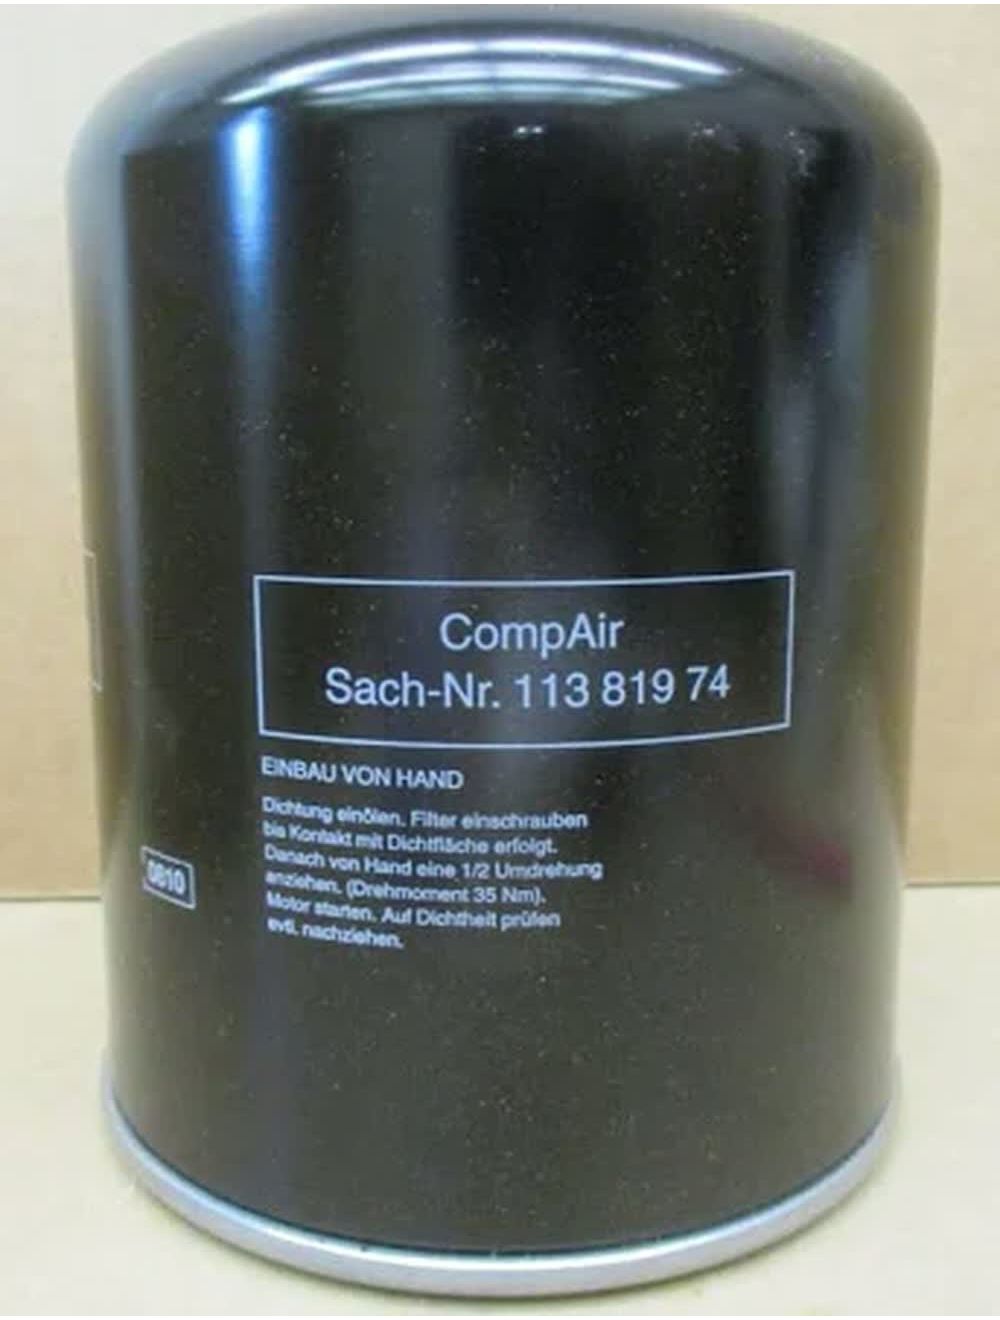 CompAir
Sach-Nr. 113 819 74
EINBAU VON HAND
Dichtung einölen. Filter einschrauben
bis Kontakt mit Dichtfläche erfolgt.
Danach von Hand eine 1/2 Umdrehung
anziehen. (Drehmoment 35 Nm).
Motor starten. Auf Dichtheit prüfen
evtl. nachziehen.
0810